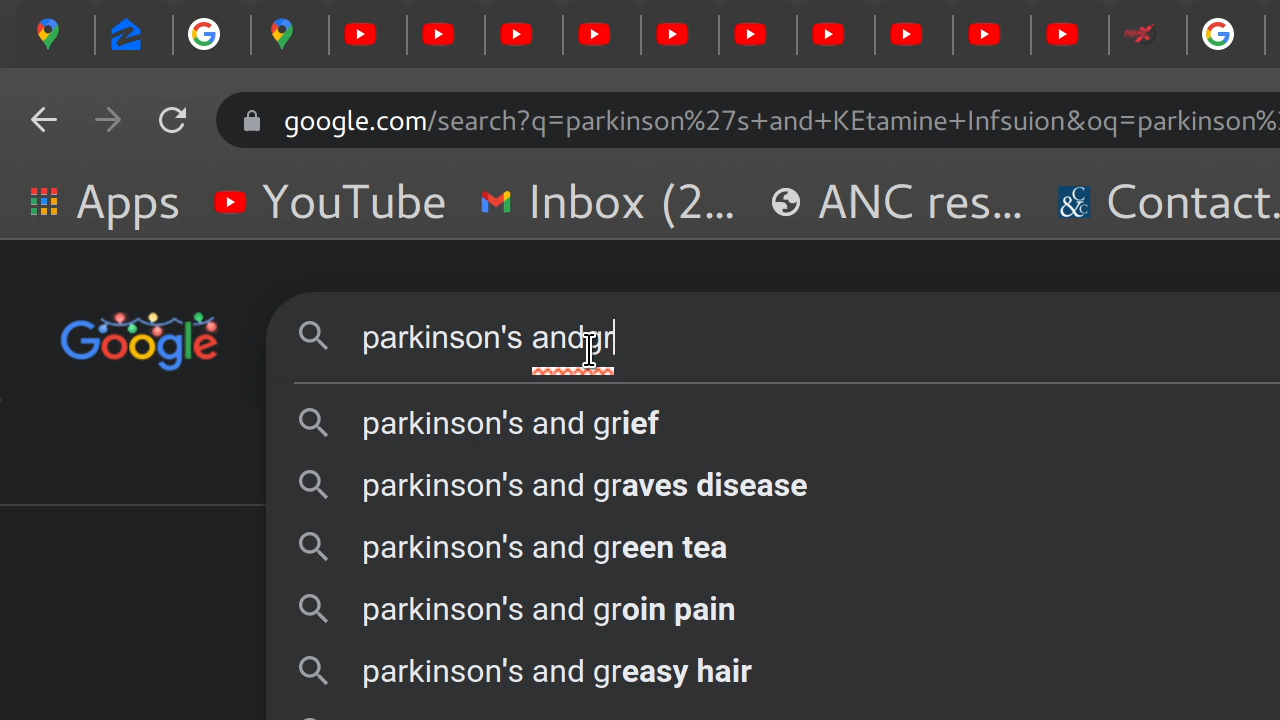 google.com/search?q=parkinson%27s+and+KEtamine+Infsuion&oq=parkinson%2
Apps YouTube Inbox (2... ANC res... Contact.
Google parkinson's andgr
parkinson's and grief
parkinson's and graves disease
parkinson's and green tea
parkinson's and groin pain
parkinson's and greasy hair